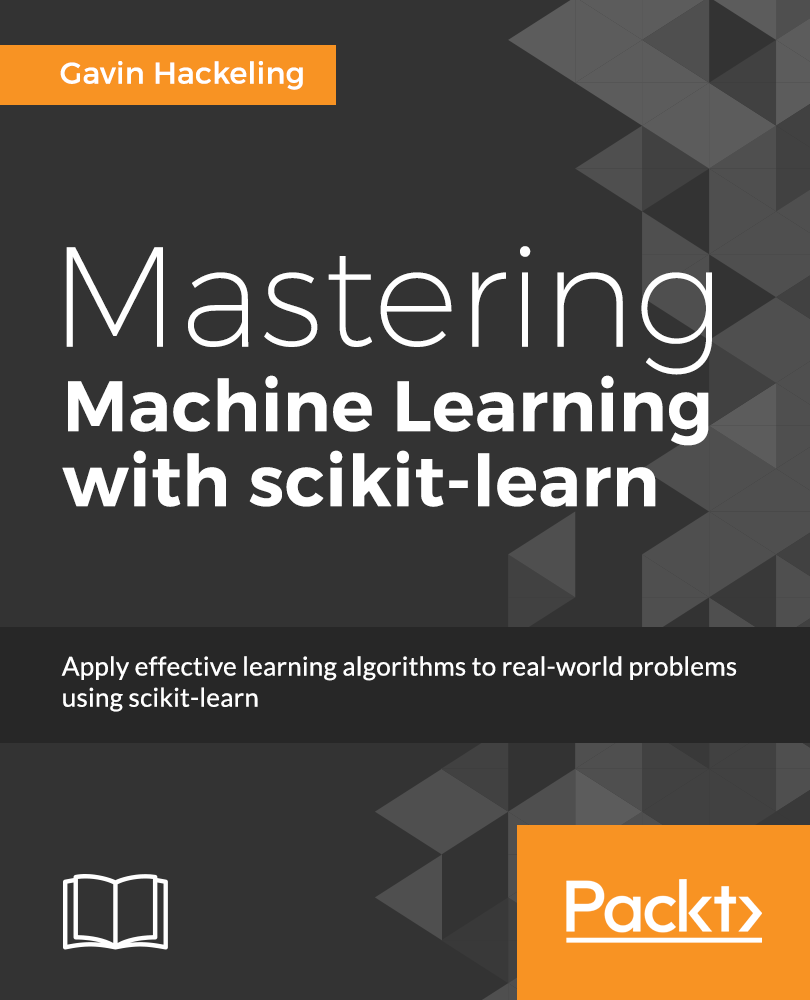 Gavin Hackeling
Mastering
Machine Learning
with scikit-learn
Apply effective learning algorithms to real-world problems
using scikit-learn
Packt